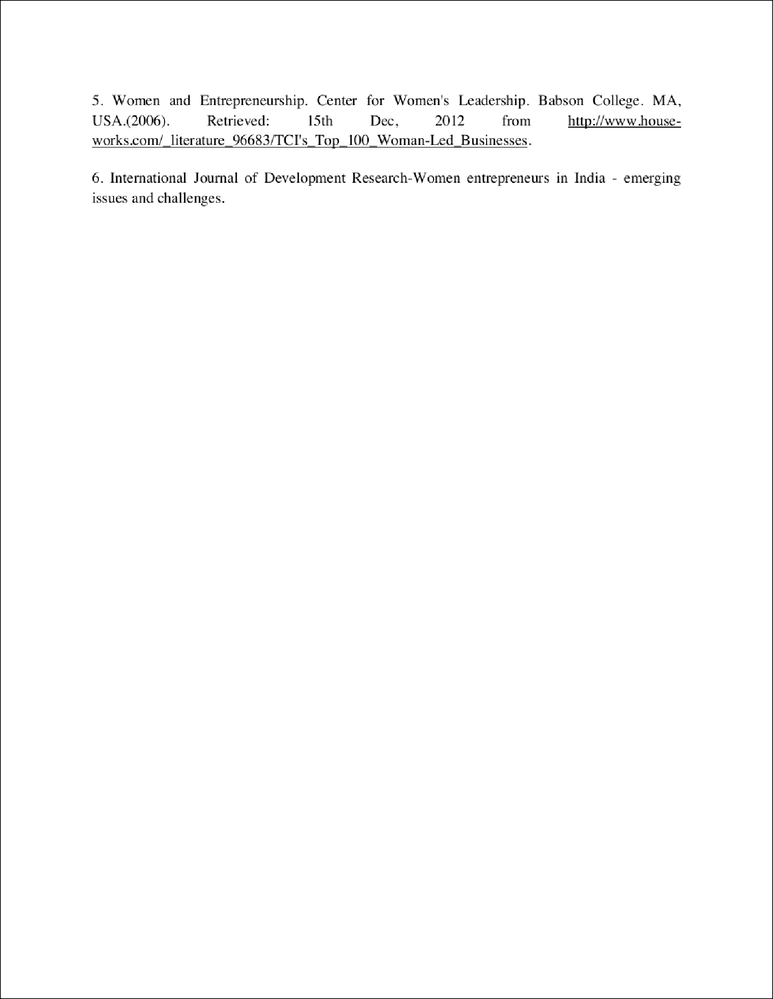 5. Women and Entrepreneurship. Center for Women's Leadership. Babson College. MA,
USA.(2006). Retrieved: 15th Dec, 2012 from http://www.house-
works.com/_literature_96683/TCI's_Top_100_Woman-Led_Businesses.
6. International Journal of Development Research-Women entrepreneurs in India - emerging
issues and challenges.